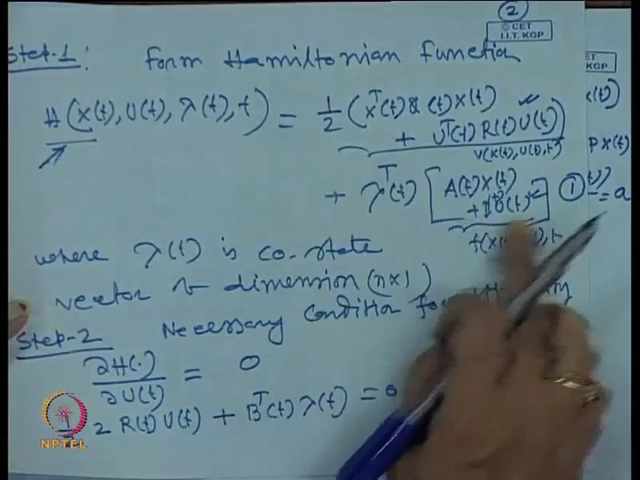 2
© CET
I.I.T. KGP
Step-1: Form Hamiltonian function
H(x(t), U(t), λ(t), t) = 1/2 (x^T(t) Q(t) x(t)
+ U^T(t) R(t) U(t))
V(x(t), U(t), t)
+ λ^T(t) [A(t) x(t)
+ B U(t)] ①
P x(t)
where λ(t) is co-state
vector of dimension (n×1)
Step-2 Necessary condition for
∂H(·)/∂U(t) = 0
2 R(t) U(t) + B^T(t) λ(t) = 0
NPTEL